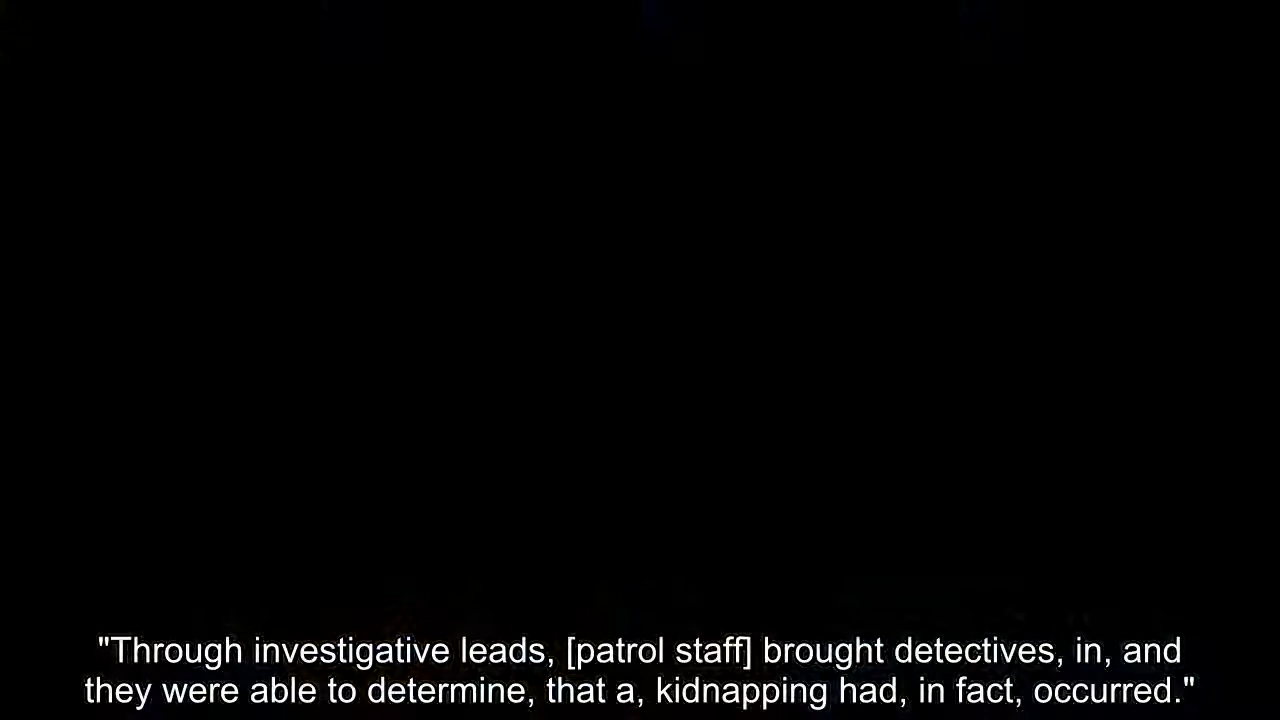 "Through investigative leads, [patrol staff] brought detectives, in, and
they were able to determine, that a, kidnapping had, in fact, occurred."